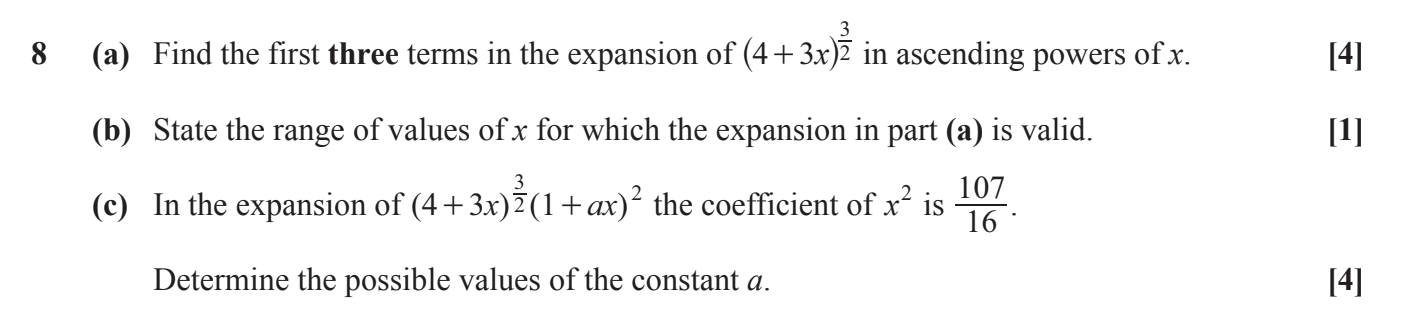 8 (a) Find the first three terms in the expansion of (4+3x)^{\frac{3}{2}} in ascending powers of x. [4]
(b) State the range of values of x for which the expansion in part (a) is valid. [1]
(c) In the expansion of (4+3x)^{\frac{3}{2}}(1+ax)^2 the coefficient of x^2 is \frac{107}{16}.
Determine the possible values of the constant a. [4]